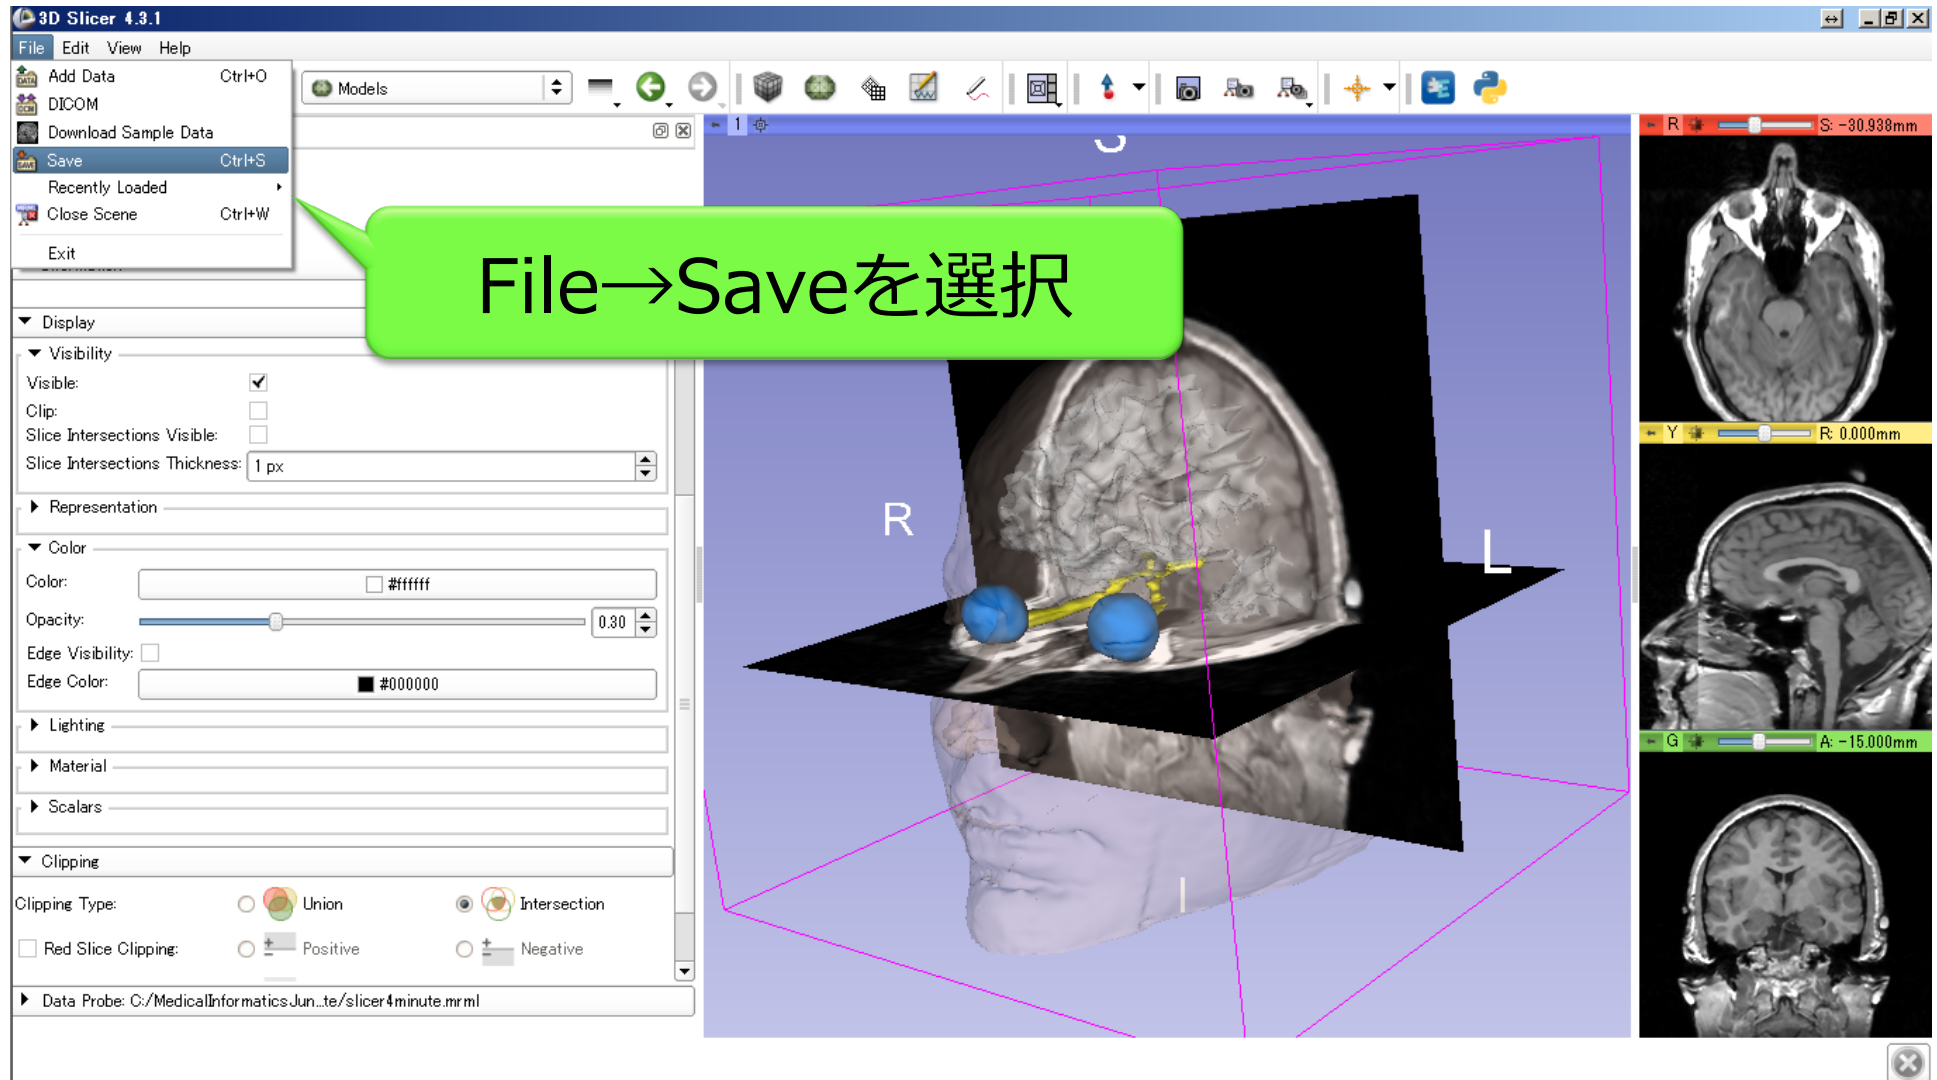 3D Slicer 4.3.1
File Edit View Help
Add Data Ctrl+O
DICOM
Download Sample Data
Save Ctrl+S
Recently Loaded
Close Scene Ctrl+W
Exit
Models
File→Saveを選択
Display
Visibility
Visible:
Clip:
Slice Intersections Visible:
Slice Intersections Thickness: 1 px
Representation
Color
Color: #ffffff
Opacity: 0.30
Edge Visibility:
Edge Color: #000000
Lighting
Material
Scalars
Clipping
Clipping Type: Union Intersection
Red Slice Clipping: Positive Negative
Data Probe: C:/MedicalInformaticsJun...te/slicer4minute.mrml
1
S
R
L
I
R S: -30.938mm
Y R: 0.000mm
G A: -15.000mm